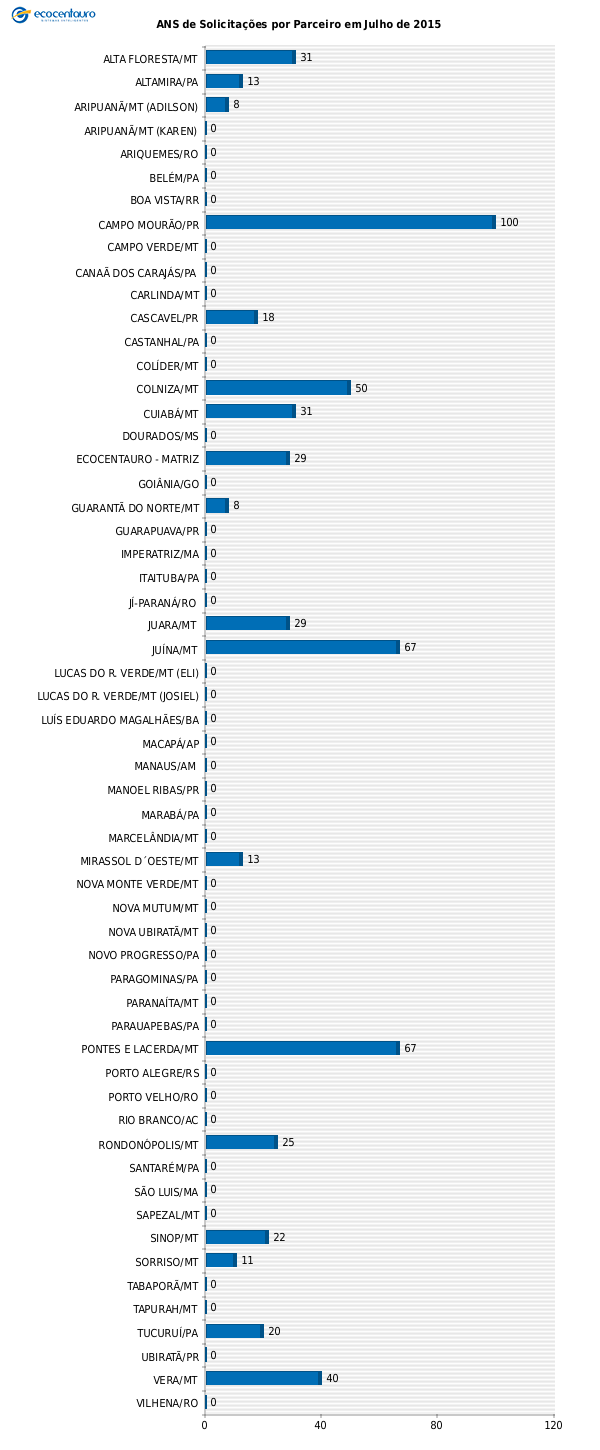 ecocentauro
ANS de Solicitações por Parceiro em Julho de 2015
ALTA FLORESTA/MT 31
ALTAMIRA/PA 13
ARIPUANÃ/MT (ADILSON) 8
ARIPUANÃ/MT (KAREN) 0
ARIQUEMES/RO 0
BELÉM/PA 0
BOA VISTA/RR 0
CAMPO MOURÃO/PR 100
CAMPO VERDE/MT 0
CANAÃ DOS CARAJÁS/PA 0
CARLINDA/MT 0
CASCAVEL/PR 18
CASTANHAL/PA 0
COLÍDER/MT 0
COLNIZA/MT 50
CUIABÁ/MT 31
DOURADOS/MS 0
ECOCENTAURO - MATRIZ 29
GOIÂNIA/GO 0
GUARANTÃ DO NORTE/MT 8
GUARAPUAVA/PR 0
IMPERATRIZ/MA 0
ITAITUBA/PA 0
JÍ-PARANÁ/RO 0
JUARA/MT 29
JUÍNA/MT 67
LUCAS DO R. VERDE/MT (ELI) 0
LUCAS DO R. VERDE/MT (JOSIEL) 0
LUÍS EDUARDO MAGALHÃES/BA 0
MACAPÁ/AP 0
MANAUS/AM 0
MANOEL RIBAS/PR 0
MARABÁ/PA 0
MARCELÂNDIA/MT 0
MIRASSOL D´OESTE/MT 13
NOVA MONTE VERDE/MT 0
NOVA MUTUM/MT 0
NOVA UBIRATÃ/MT 0
NOVO PROGRESSO/PA 0
PARAGOMINAS/PA 0
PARANAÍTA/MT 0
PARAUAPEBAS/PA 0
PONTES E LACERDA/MT 67
PORTO ALEGRE/RS 0
PORTO VELHO/RO 0
RIO BRANCO/AC 0
RONDONÓPOLIS/MT 25
SANTARÉM/PA 0
SÃO LUIS/MA 0
SAPEZAL/MT 0
SINOP/MT 22
SORRISO/MT 11
TABAPORÃ/MT 0
TAPURAH/MT 0
TUCURUÍ/PA 20
UBIRATÃ/PR 0
VERA/MT 40
VILHENA/RO 0
0 40 80 120